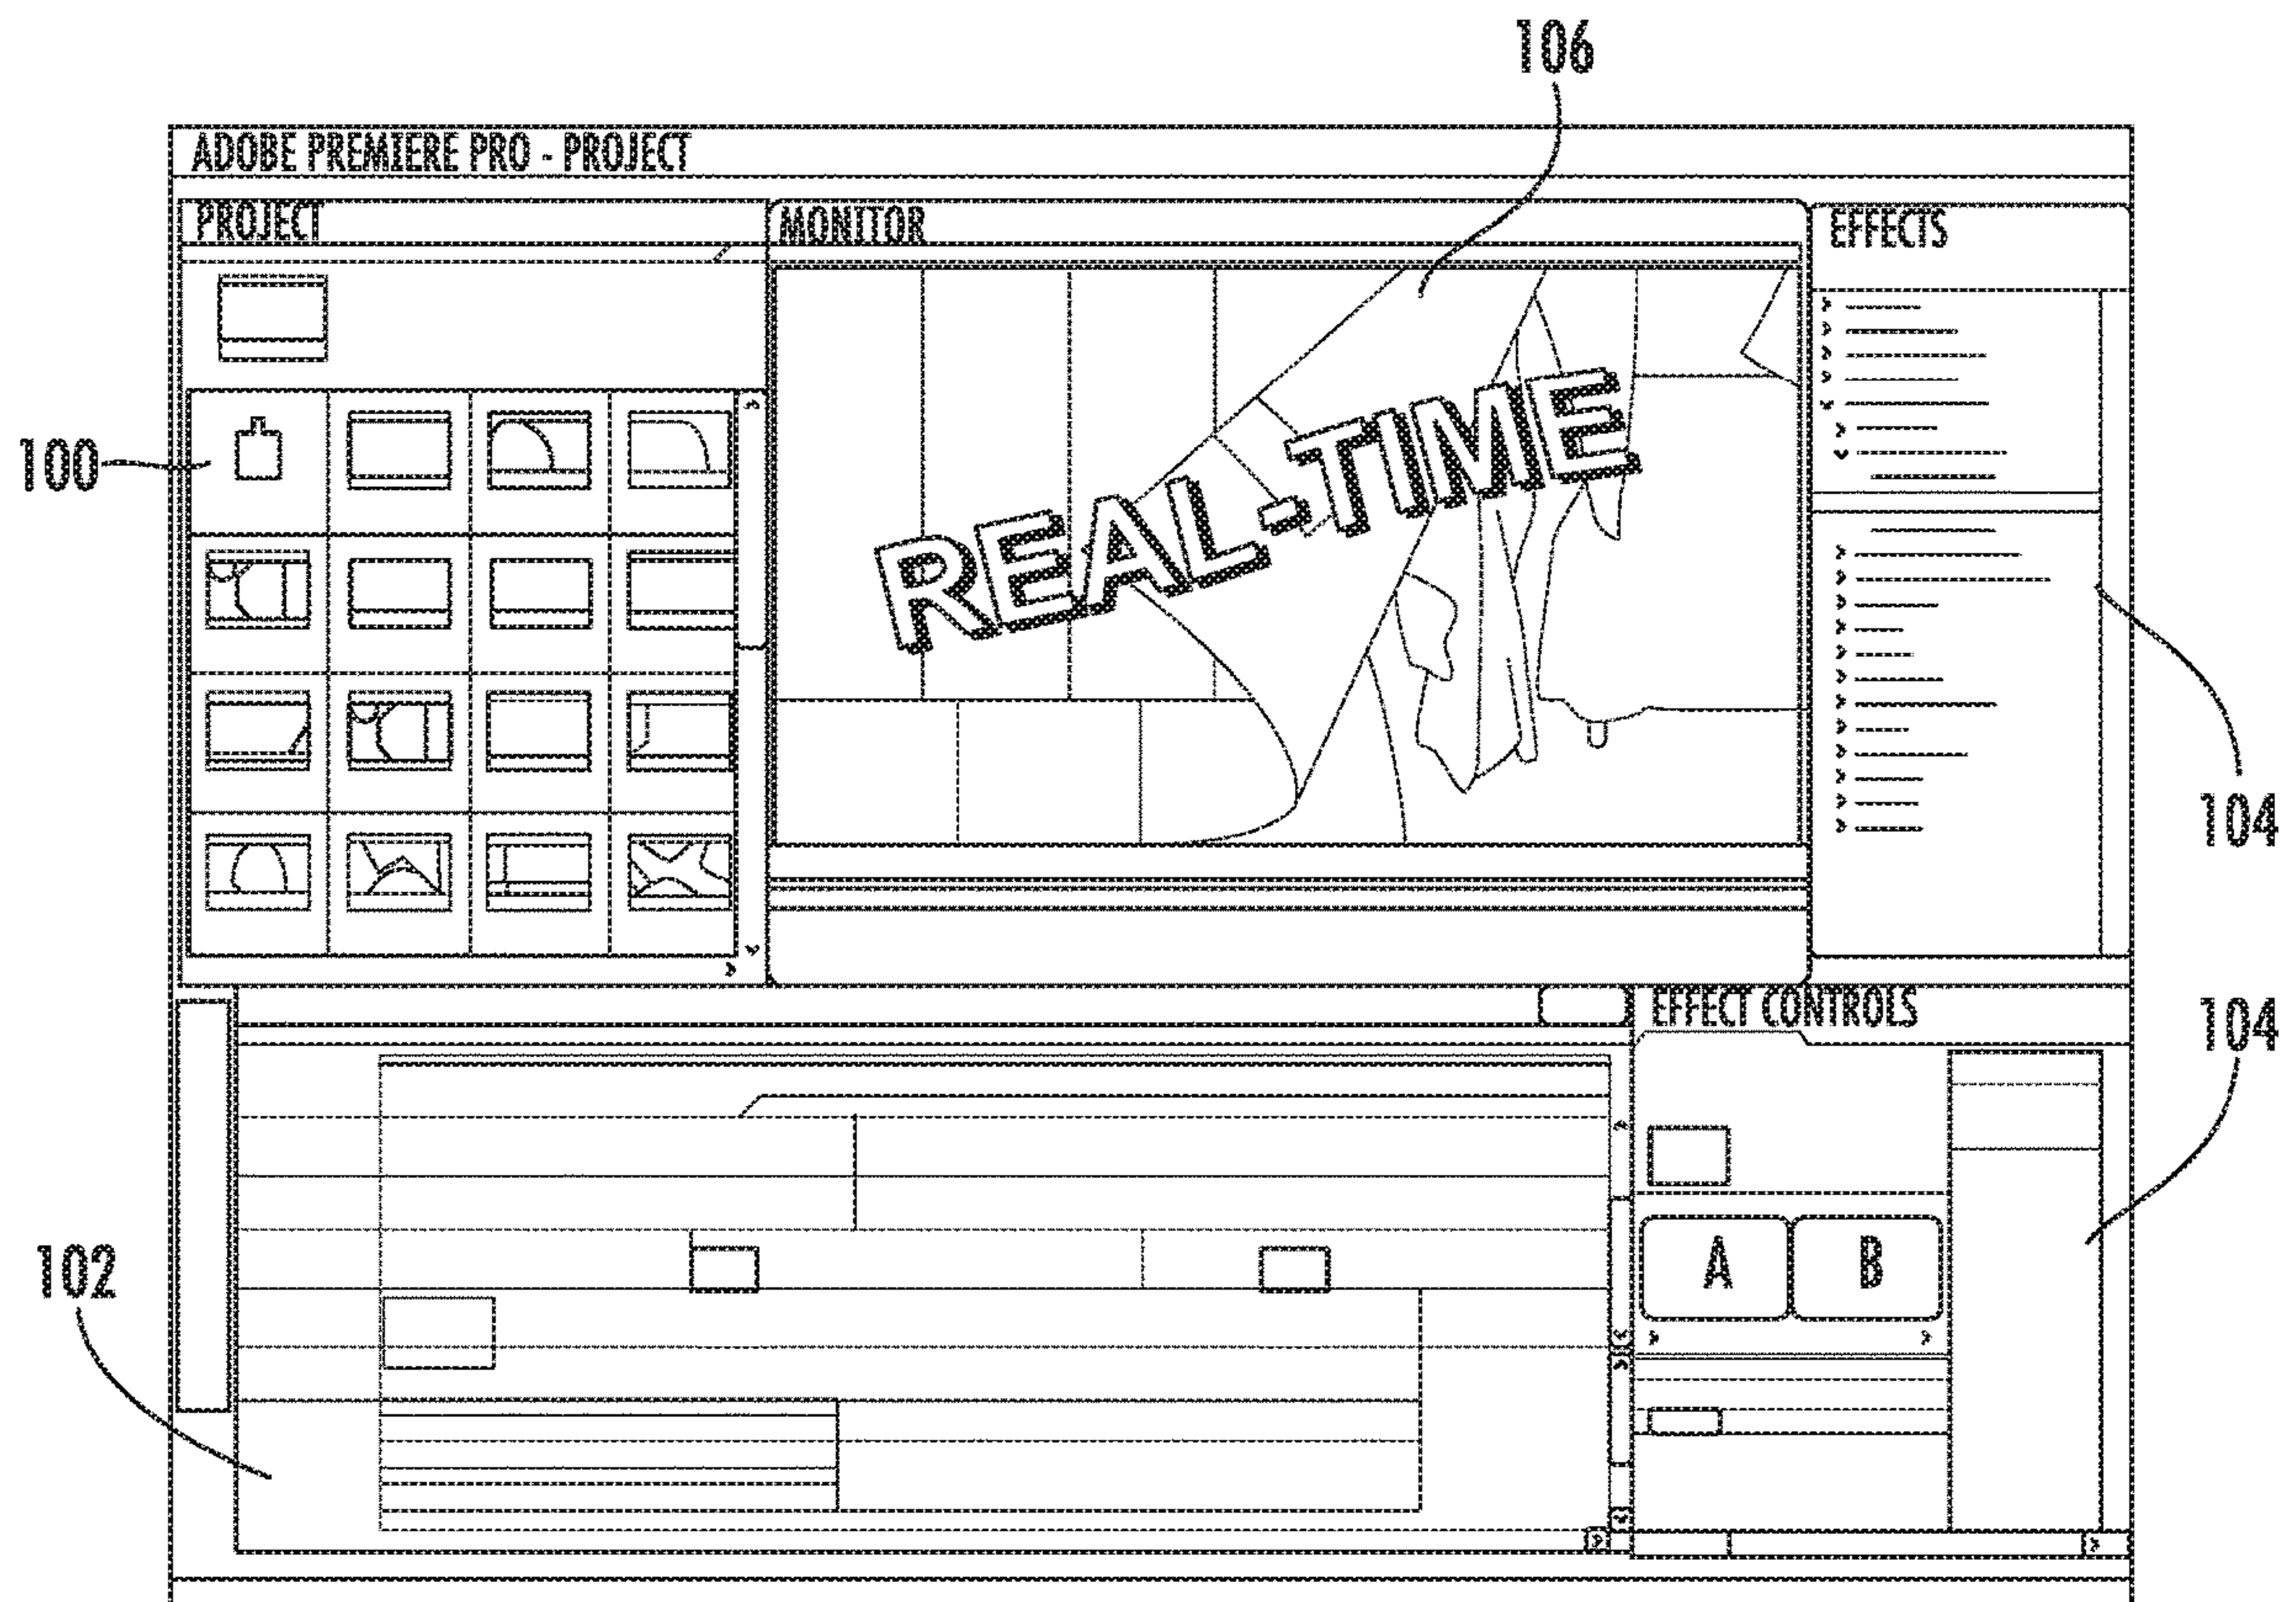 106
ADOBE PREMIERE PRO - PROJECT
PROJECT
MONITOR
EFFECTS
100
REAL-TIME
104
EFFECT CONTROLS
104
102
A
B